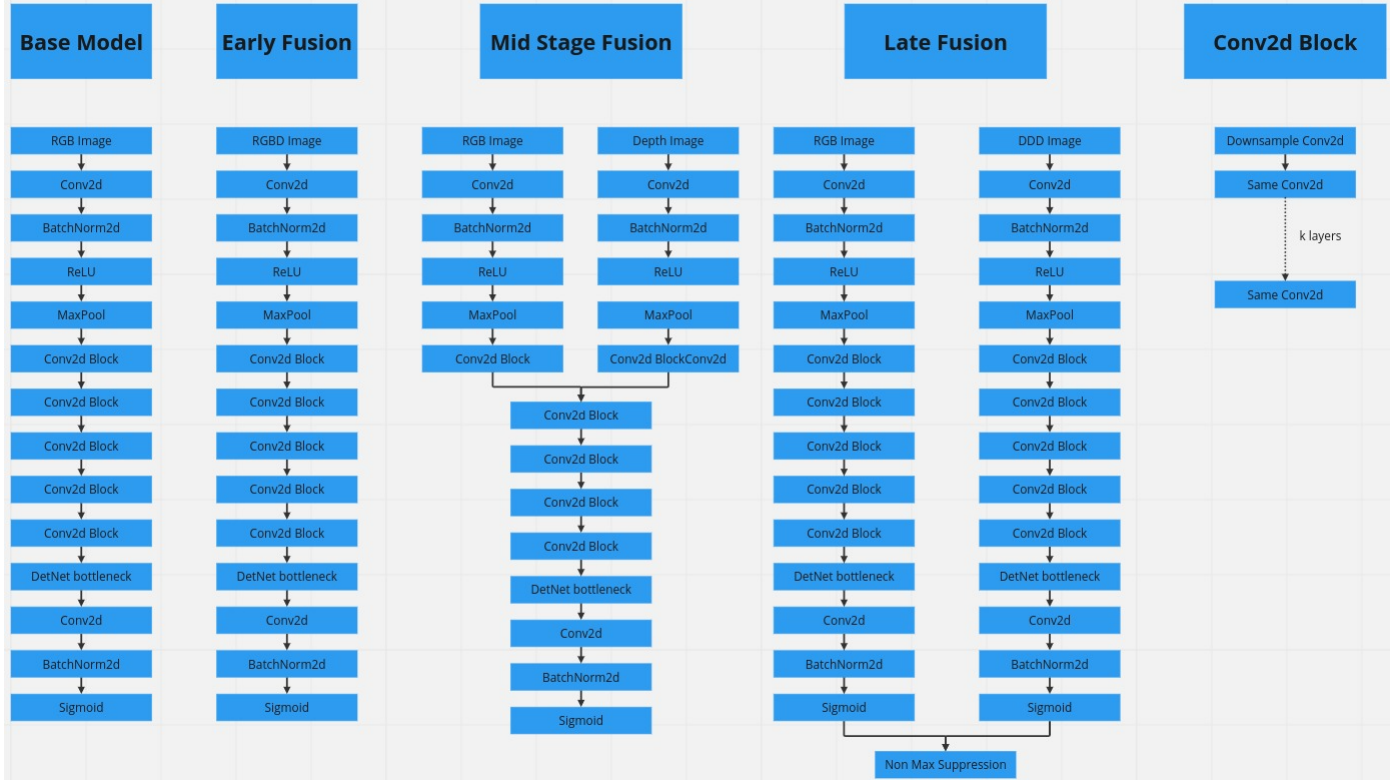 Base Model
RGB Image
Conv2d
BatchNorm2d
ReLU
MaxPool
Conv2d Block
Conv2d Block
Conv2d Block
Conv2d Block
Conv2d Block
DetNet bottleneck
Conv2d
BatchNorm2d
Sigmoid
Early Fusion
RGBD Image
Conv2d
BatchNorm2d
ReLU
MaxPool
Conv2d Block
Conv2d Block
Conv2d Block
Conv2d Block
Conv2d Block
DetNet bottleneck
Conv2d
BatchNorm2d
Sigmoid
Mid Stage Fusion
RGB Image
Conv2d
BatchNorm2d
ReLU
MaxPool
Conv2d Block
Depth Image
Conv2d
BatchNorm2d
ReLU
MaxPool
Conv2d BlockConv2d
Conv2d Block
Conv2d Block
Conv2d Block
Conv2d Block
DetNet bottleneck
Conv2d
BatchNorm2d
Sigmoid
Late Fusion
RGB Image
Conv2d
BatchNorm2d
ReLU
MaxPool
Conv2d Block
Conv2d Block
Conv2d Block
Conv2d Block
Conv2d Block
DetNet bottleneck
Conv2d
BatchNorm2d
Sigmoid
DDD Image
Conv2d
BatchNorm2d
ReLU
MaxPool
Conv2d Block
Conv2d Block
Conv2d Block
Conv2d Block
Conv2d Block
DetNet bottleneck
Conv2d
BatchNorm2d
Sigmoid
Non Max Suppression
Conv2d Block
Downsample Conv2d
Same Conv2d
k layers
Same Conv2d